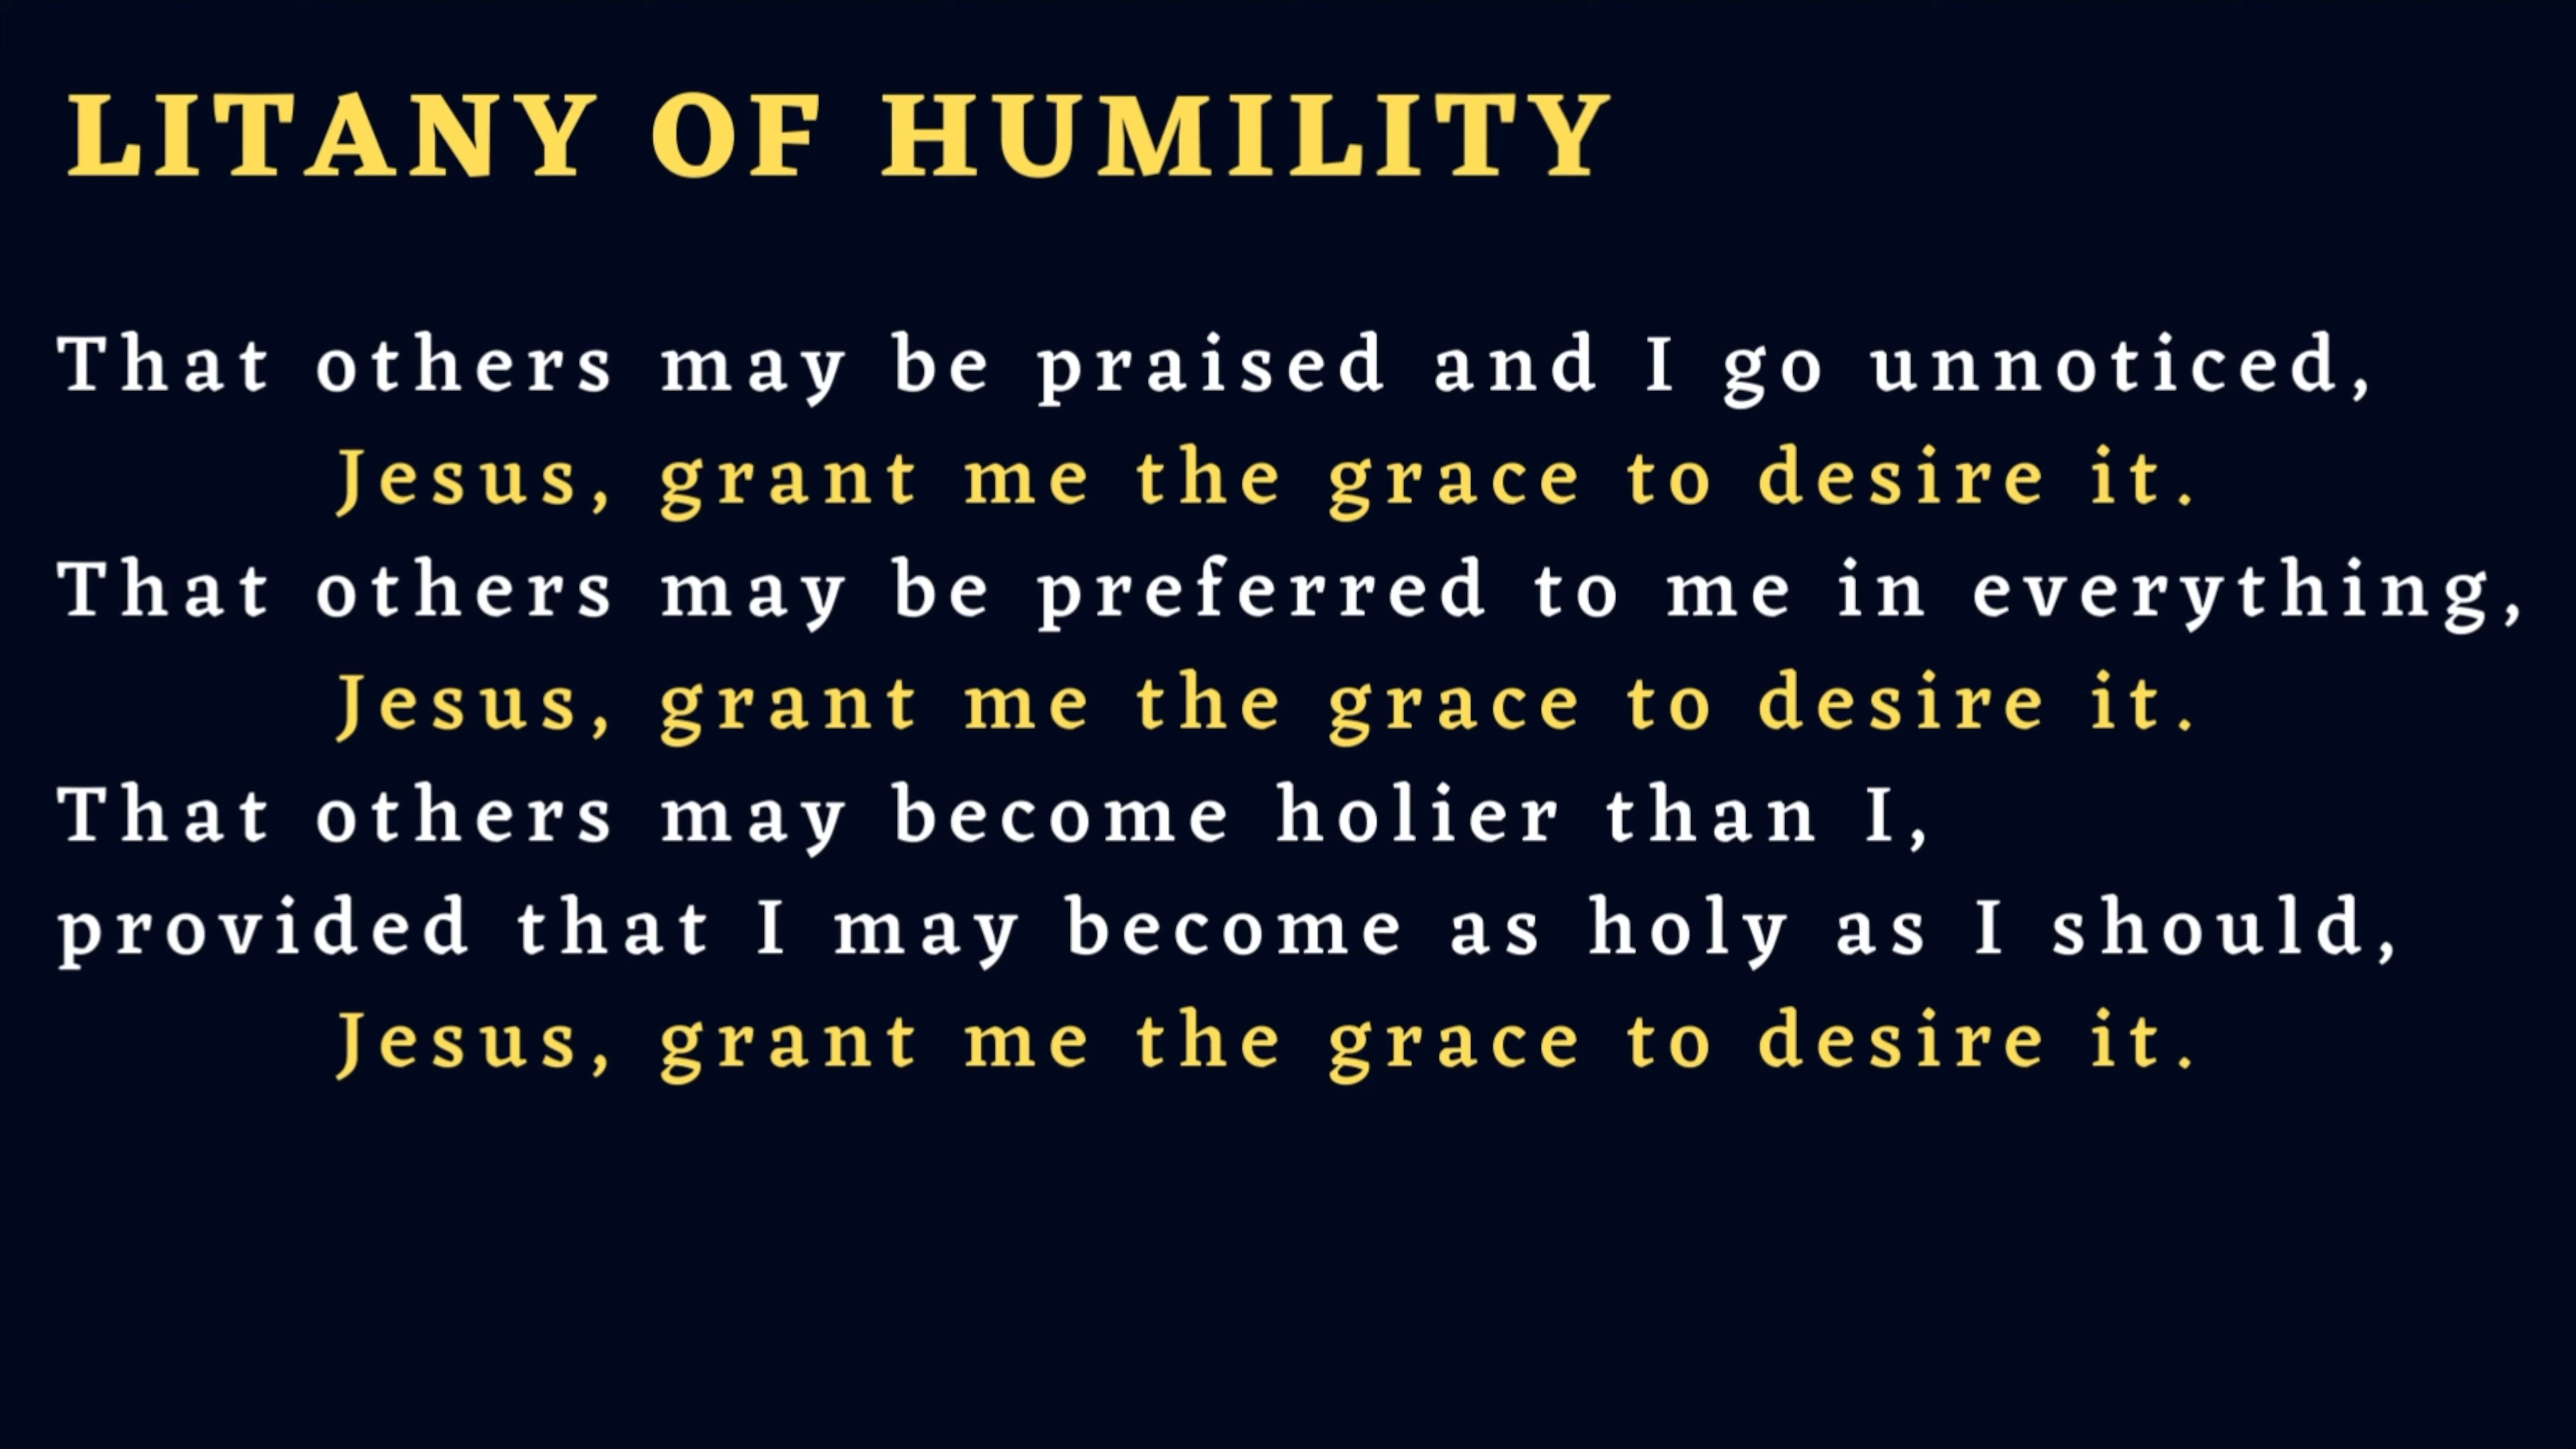 LITANY OF HUMILITY
That others may be praised and I go unnoticed,
Jesus, grant me the grace to desire it.
That others may be preferred to me in everything,
Jesus, grant me the grace to desire it.
That others may become holier than I,
provided that I may become as holy as I should,
Jesus, grant me the grace to desire it.